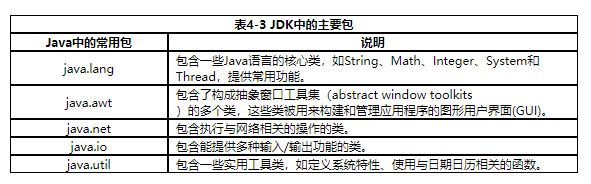 表4-3 JDK中的主要包
Java中的常用包 说明
java.lang 包含一些Java语言的核心类，如String、Math、Integer、System和
Thread，提供常用功能。
java.awt 包含了构成抽象窗口工具集（abstract window toolkits
）的多个类，这些类被用来构建和管理应用程序的图形用户界面(GUI)。
java.net 包含执行与网络相关的操作的类。
java.io 包含能提供多种输入/输出功能的类。
java.util 包含一些实用工具类，如定义系统特性、使用与日期日历相关的函数。